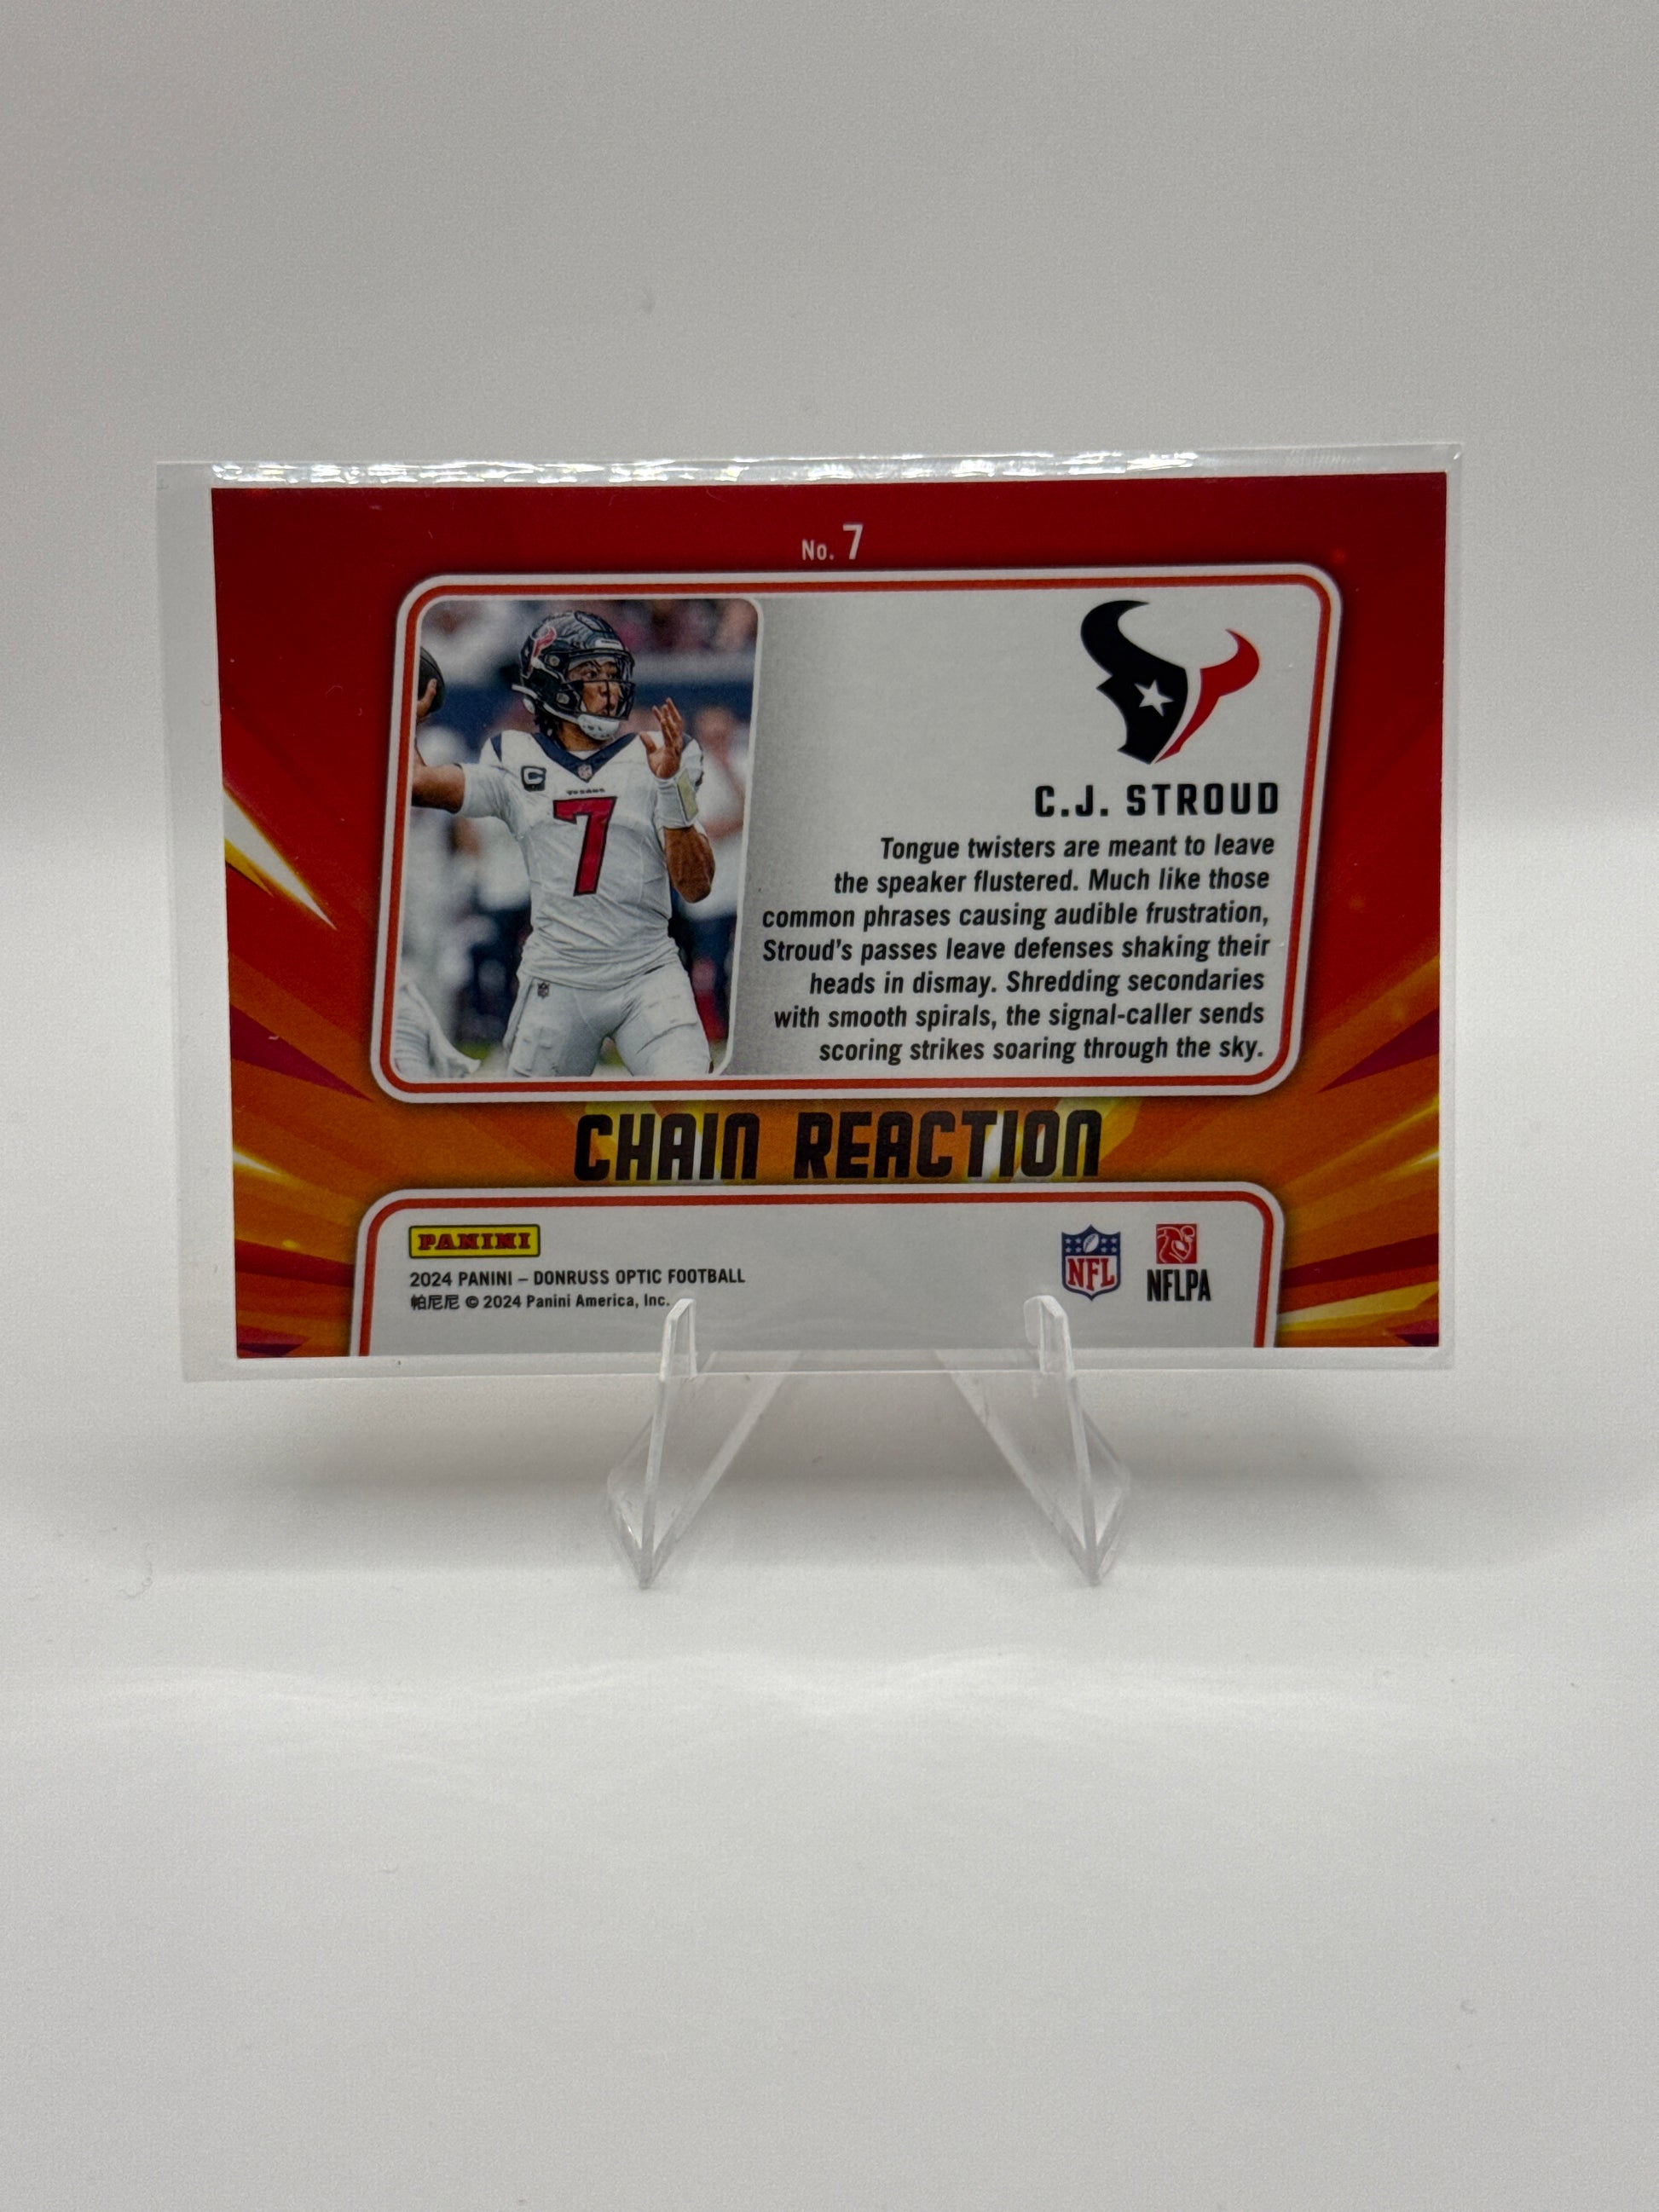 No. 7
C
TEXANS
7
C.J. STROUD
Tongue twisters are meant to leave
the speaker flustered. Much like those
common phrases causing audible frustration,
Stroud's passes leave defenses shaking their
heads in dismay. Shredding secondaries
with smooth spirals, the signal-caller sends
scoring strikes soaring through the sky.
CHAIN REACTION
PANINI
2024 PANINI – DONRUSS OPTIC FOOTBALL
帕尼尼 © 2024 Panini America, Inc.
NFL
NFLPA